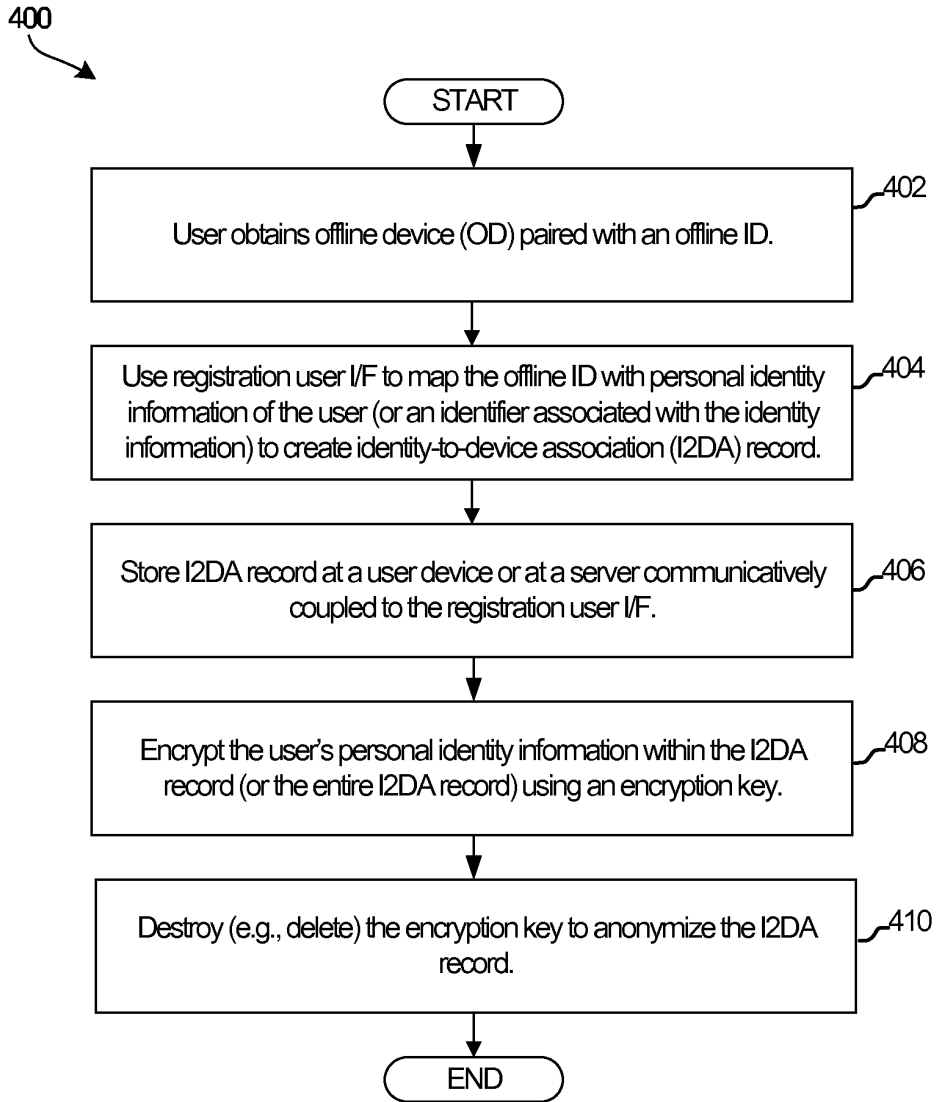 400
START
402
User obtains offline device (OD) paired with an offline ID.
404
Use registration user I/F to map the offline ID with personal identity
information of the user (or an identifier associated with the identity
information) to create identity-to-device association (I2DA) record.
406
Store I2DA record at a user device or at a server communicatively
coupled to the registration user I/F.
408
Encrypt the user's personal identity information within the I2DA
record (or the entire I2DA record) using an encryption key.
410
Destroy (e.g., delete) the encryption key to anonymize the I2DA
record.
END